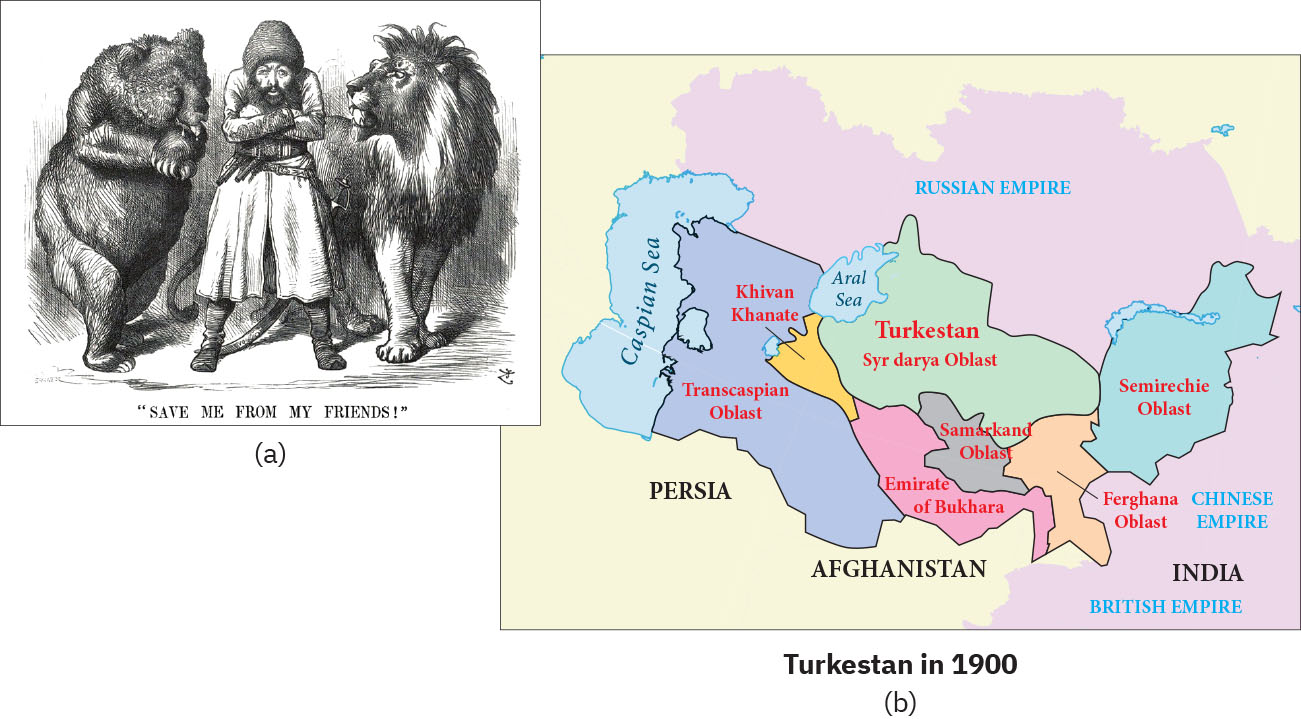 "SAVE ME FROM MY FRIENDS!"
(a)
RUSSIAN EMPIRE
Caspian Sea
Aral
Sea
Khivan
Khanate
Turkestan
Syr darya Oblast
Transcaspian
Oblast
Semirechie
Oblast
Samarkand
Oblast
Emirate
of Bukhara
Ferghana
Oblast
CHINESE
EMPIRE
PERSIA
AFGHANISTAN
INDIA
BRITISH EMPIRE
Turkestan in 1900
(b)